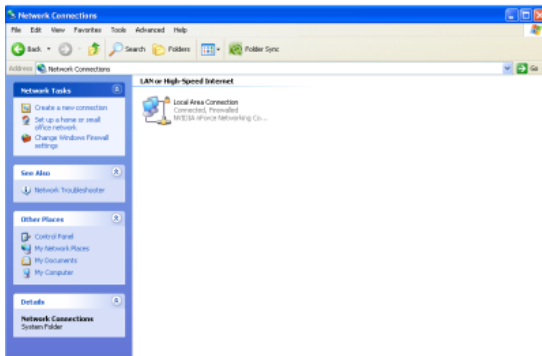 Network Connections
File Edit View Favorites Tools Advanced Help
Back Search Folders Folder Sync
Address Network Connections Go
Network Tasks
Create a new connection
Set up a home or small
office network
Change Windows Firewall
settings
See Also
Network Troubleshooter
Other Places
Control Panel
My Network Places
My Documents
My Computer
Details
Network Connections
System Folder
LAN or High-Speed Internet
Local Area Connection
Connected, Firewalled
NVIDIA nForce Networking Co...